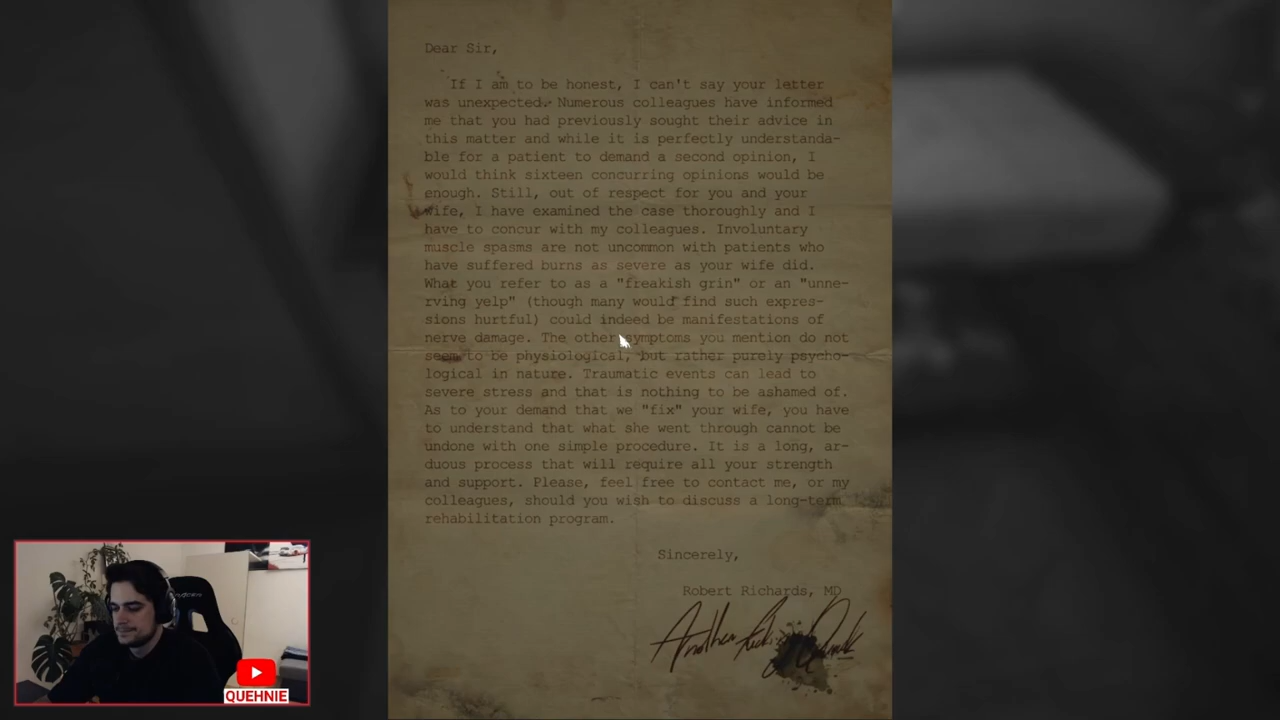 Dear Sir,
If I am to be honest, I can't say your letter
was unexpected. Numerous colleagues have informed
me that you had previously sought their advice in
this matter and while it is perfectly understanda-
ble for a patient to demand a second opinion, I
would think sixteen concurring opinions would be
enough. Still, out of respect for you and your
wife, I have examined the case thoroughly and I
have to concur with my colleagues. Involuntary
muscle spasms are not uncommon with patients who
have suffered burns as severe as your wife did.
What you refer to as a "freakish grin" or an "unne-
rving yelp" (though many would find such expres-
sions hurtful) could indeed be manifestations of
nerve damage. The other symptoms you mention do not
seem to be physiological, but rather purely psycho-
logical in nature. Traumatic events can lead to
severe stress and that is nothing to be ashamed of.
As to your demand that we "fix" your wife, you have
to understand that what she went through cannot be
undone with one simple procedure. It is a long, ar-
duous process that will require all your strength
and support. Please, feel free to contact me, or my
colleagues, should you wish to discuss a long-term
rehabilitation program.
Sincerely,
Robert Richards, MD
Another Fucking Quack
QUEHNIE